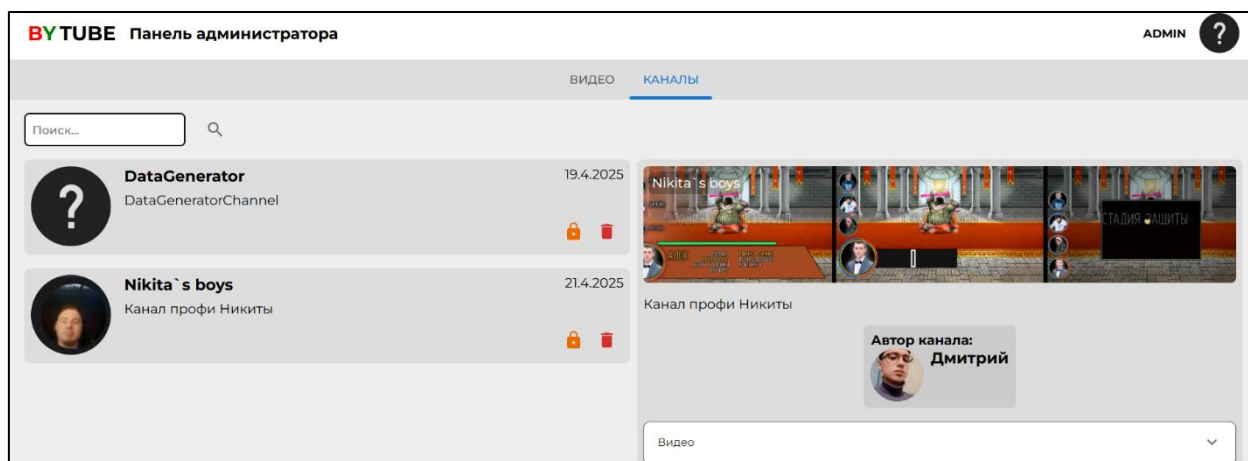 BYTUBE Панель администратора
ADMIN
ВИДЕО КАНАЛЫ
Поиск...
DataGenerator
19.4.2025
DataGeneratorChannel
Nikita`s boys
21.4.2025
Канал профи Никиты
Nikita`s boys
СТАДИЯ ЗАЩИТЫ
Канал профи Никиты
Автор канала:
Дмитрий
Видео